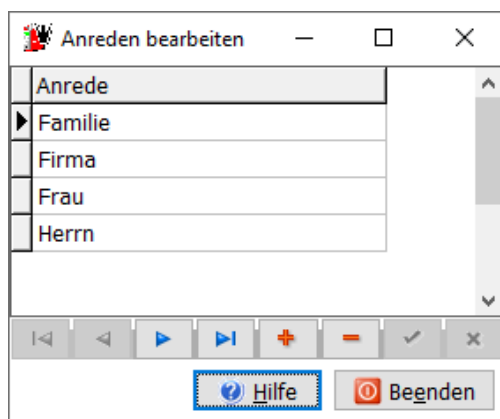 Anreden bearbeiten
Anrede
Familie
Firma
Frau
Herrn
Hilfe Beenden